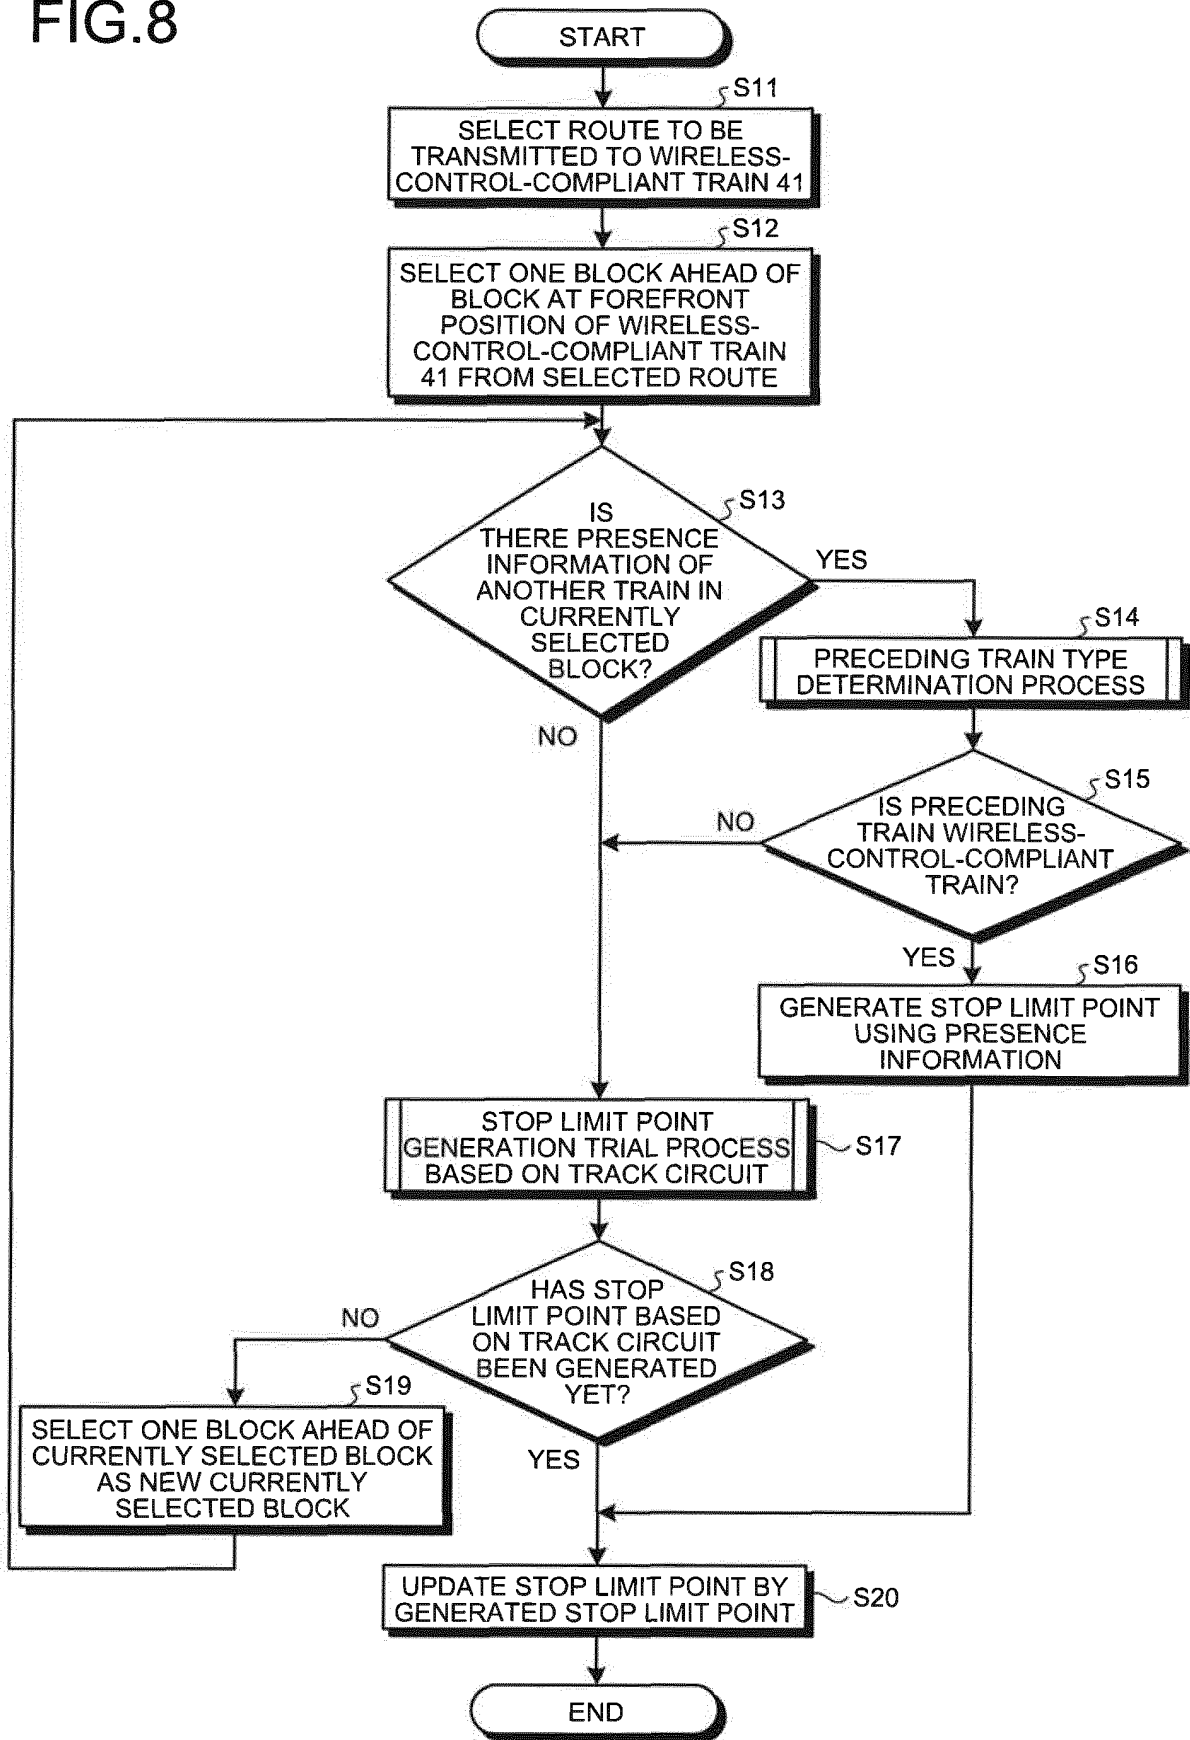 FIG.8
START
S11
SELECT ROUTE TO BE
TRANSMITTED TO WIRELESS-
CONTROL-COMPLIANT TRAIN 41
S12
SELECT ONE BLOCK AHEAD OF
BLOCK AT FOREFRONT
POSITION OF WIRELESS-
CONTROL-COMPLIANT TRAIN
41 FROM SELECTED ROUTE
S13
IS
THERE PRESENCE
INFORMATION OF
ANOTHER TRAIN IN
CURRENTLY
SELECTED
BLOCK?
YES
NO
S14
PRECEDING TRAIN TYPE
DETERMINATION PROCESS
S15
IS PRECEDING
TRAIN WIRELESS-
CONTROL-COMPLIANT
TRAIN?
NO
YES
S16
GENERATE STOP LIMIT POINT
USING PRESENCE
INFORMATION
STOP LIMIT POINT
GENERATION TRIAL PROCESS
BASED ON TRACK CIRCUIT
S17
S18
HAS STOP
LIMIT POINT BASED
ON TRACK CIRCUIT
BEEN GENERATED
YET?
NO
YES
S19
SELECT ONE BLOCK AHEAD OF
CURRENTLY SELECTED BLOCK
AS NEW CURRENTLY
SELECTED BLOCK
UPDATE STOP LIMIT POINT BY
GENERATED STOP LIMIT POINT
S20
END